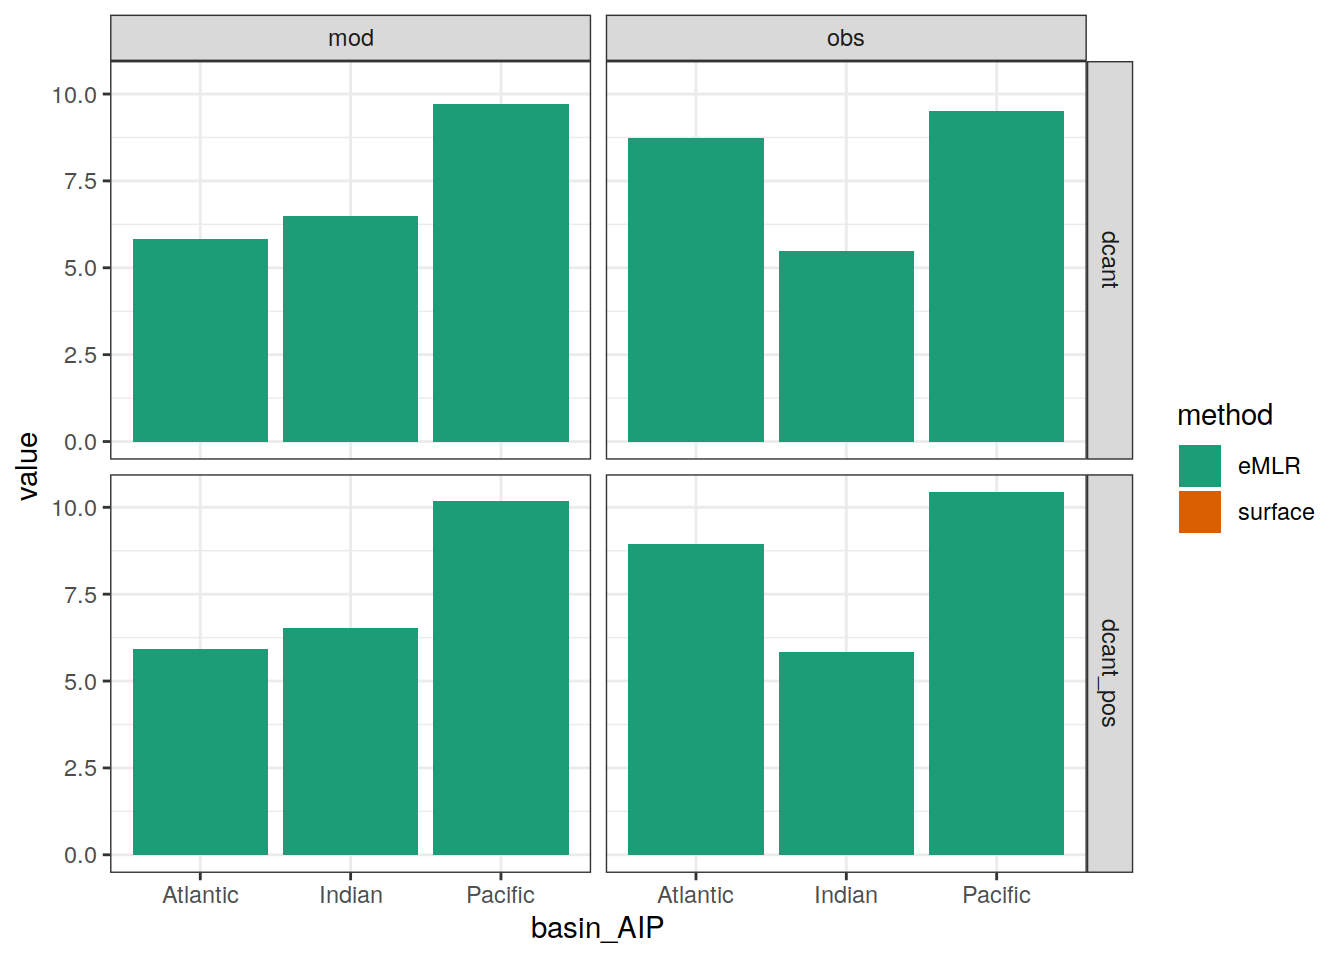 mod
obs
10.0
7.5
5.0
2.5
0.0
dcant
10.0
7.5
5.0
2.5
0.0
dcant_pos
Atlantic
Indian
Pacific
Atlantic
Indian
Pacific
basin_AIP
value
method
eMLR
surface